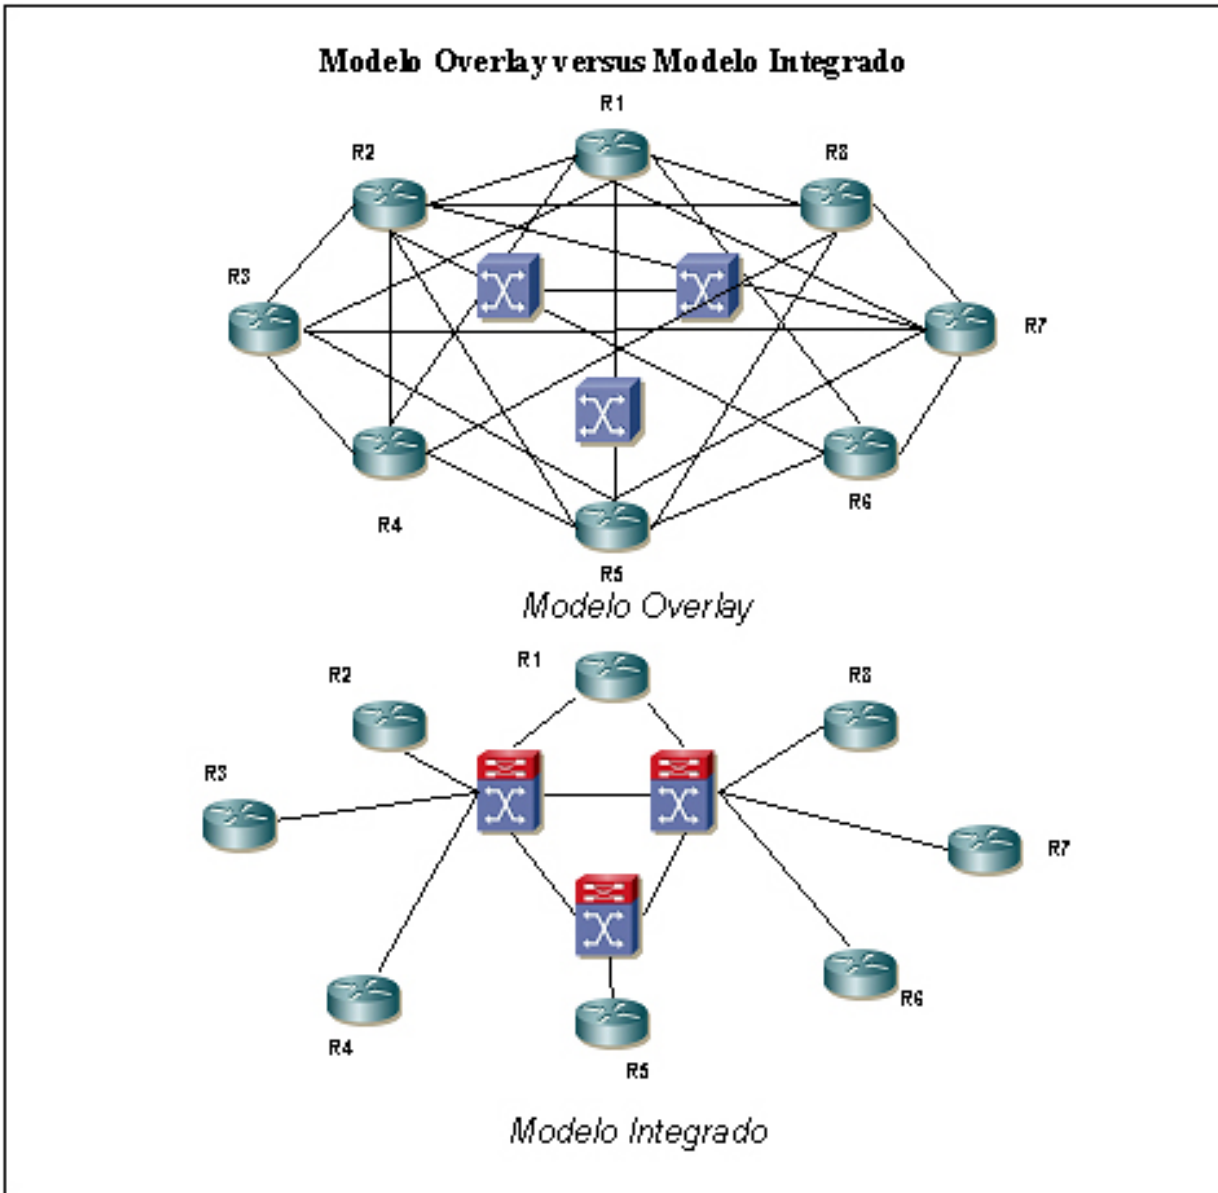 Modelo Overlay versus Modelo Integrado
R1
R2
R8
R3
R7
R4
R6
R5
Modelo Overlay
R1
R2
R8
R3
R7
R4
R6
R5
Modelo Integrado